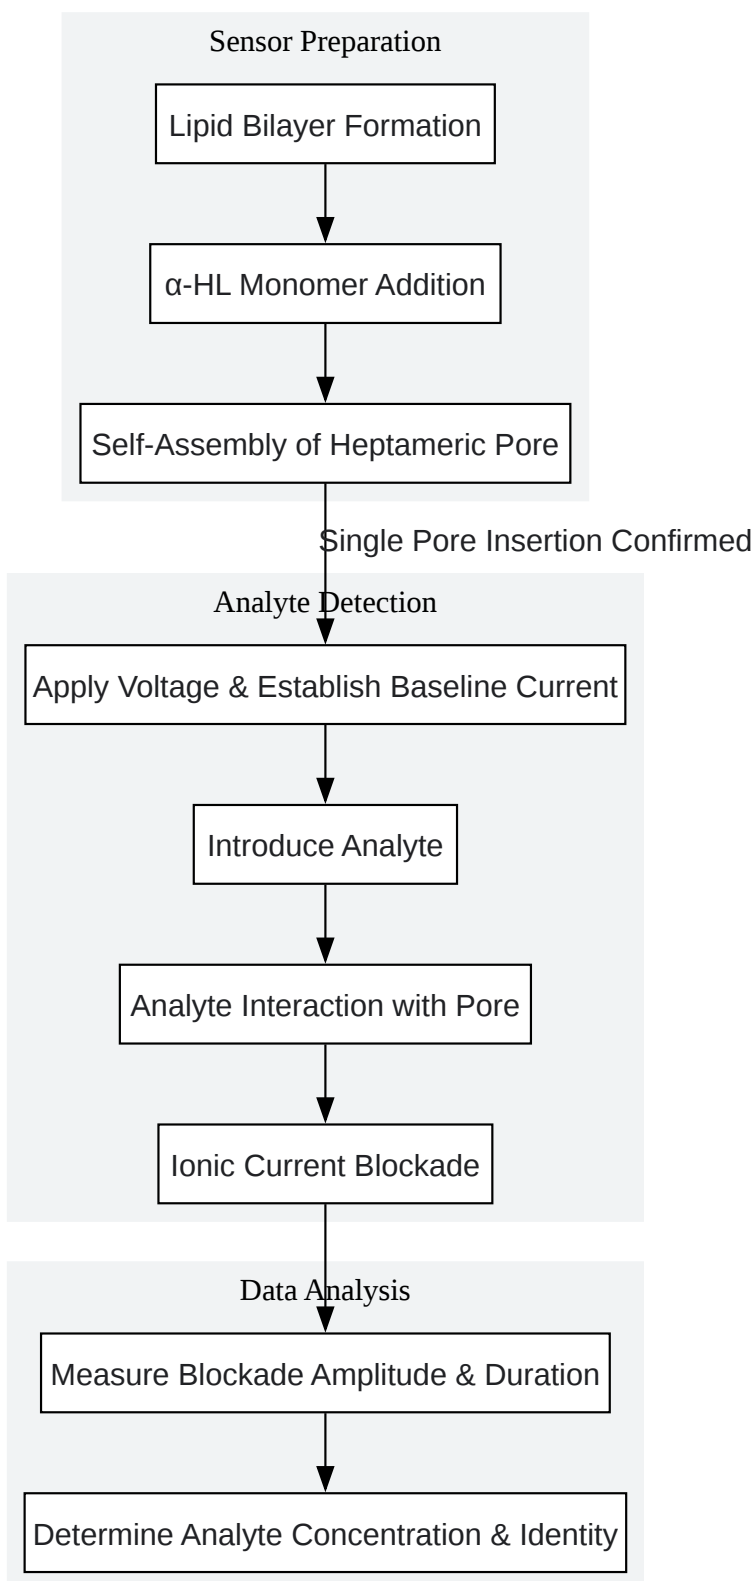 Sensor Preparation
Lipid Bilayer Formation
α-HL Monomer Addition
Self-Assembly of Heptameric Pore
Single Pore Insertion Confirmed
Analyte Detection
Apply Voltage & Establish Baseline Current
Introduce Analyte
Analyte Interaction with Pore
Ionic Current Blockade
Data Analysis
Measure Blockade Amplitude & Duration
Determine Analyte Concentration & Identity